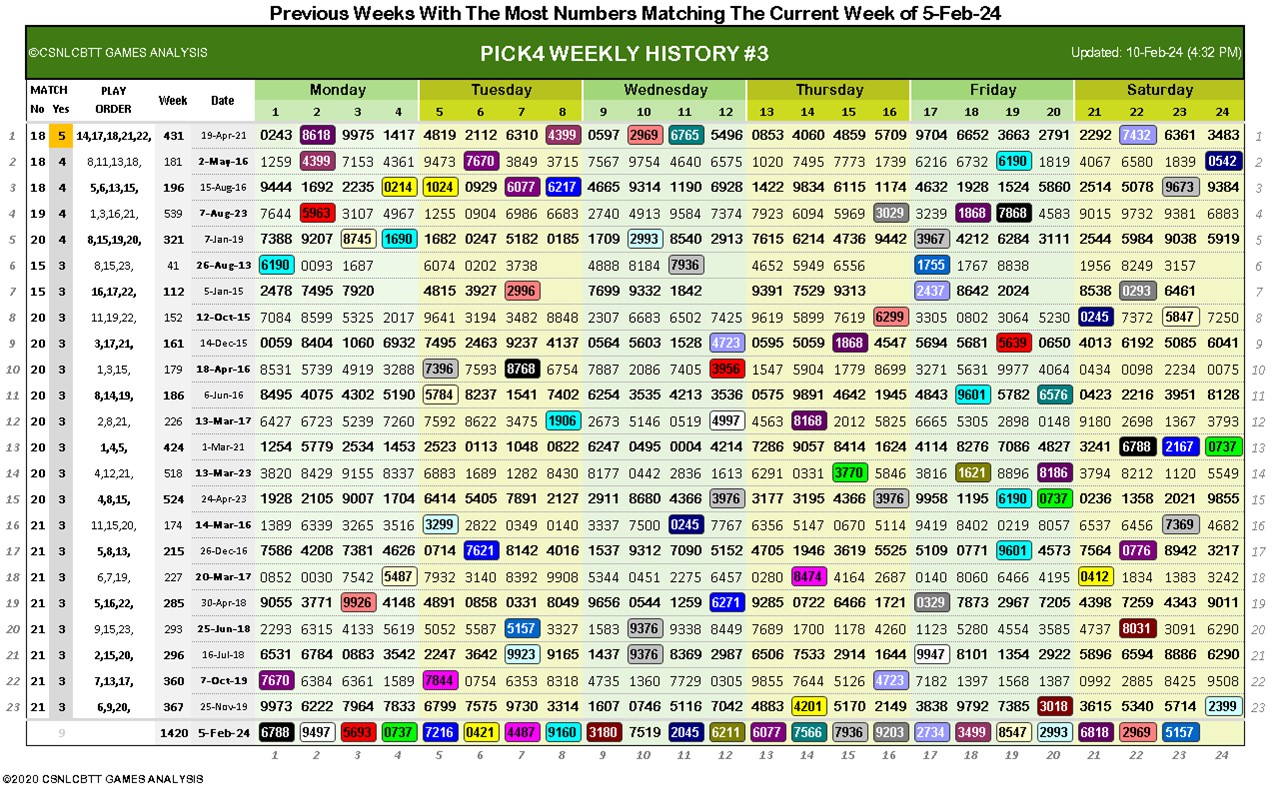 Previous Weeks With The Most Numbers Matching The Current Week of 5-Feb-24
©CSNLCBTT GAMES ANALYSIS PICK4 WEEKLY HISTORY #3 Updated: 10-Feb-24 (4:32 PM)
MATCH PLAY Week Date Monday Tuesday Wednesday Thursday Friday Saturday
No Yes ORDER 1 2 3 4 5 6 7 8 9 10 11 12 13 14 15 16 17 18 19 20 21 22 23 24
1 18 5 14,17,18,21,22, 431 19-Apr-21 0243 8618 9975 1417 4819 2112 6310 4399 0597 2969 6765 5496 0853 4060 4859 5709 9704 6652 3663 2791 2292 7432 6361 3483 1
2 18 4 8,11,13,18, 181 2-May-16 1259 4399 7153 4361 9473 7670 3849 3715 7567 9754 4640 6575 1020 7495 7773 1739 6216 6732 6190 1819 4067 6580 1839 0542 2
3 18 4 5,6,13,15, 196 15-Aug-16 9444 1692 2235 0214 1024 0929 6077 6217 4665 9314 1190 6928 1422 9834 6115 1174 4632 1928 1524 5860 2514 5078 9673 9384 3
4 19 4 1,3,16,21, 539 7-Aug-23 7644 5963 3107 4967 1255 0904 6986 6683 2740 4913 9584 7374 7923 6094 5969 3029 3239 1868 7868 4583 9015 9732 9381 6883 4
5 20 4 8,15,19,20, 321 7-Jan-19 7388 9207 8745 1690 1682 0247 5182 0185 1709 2993 8540 2913 7615 6214 4736 9442 3967 4212 6284 3111 2544 5984 9038 5919 5
6 15 3 8,15,23, 41 26-Aug-13 6190 0093 1687 6074 0202 3738 4888 8184 7936 4652 5949 6556 1755 1767 8838 1956 8249 3157 6
7 15 3 16,17,22, 112 5-Jan-15 2478 7495 7920 4815 3927 2996 7699 9332 1842 9391 7529 9313 2437 8642 2024 8538 0293 6461 7
8 20 3 11,19,22, 152 12-Oct-15 7084 8599 5325 2017 9641 3194 3482 8848 2307 6683 6502 7425 9619 5899 7619 6299 3305 0802 3064 5230 0245 7372 5847 7250 8
9 20 3 3,17,21, 161 14-Dec-15 0059 8404 1060 6932 7495 2463 9237 4137 0564 5603 1528 4723 0595 5059 1868 4547 5694 5681 5639 0650 4013 6192 5085 6041 9
10 20 3 1,3,15, 179 18-Apr-16 8531 5739 4919 3288 7396 7593 8768 6754 7887 2086 7405 3956 1547 5904 1779 8699 3271 5631 9977 4064 0434 0098 2234 0075 10
11 20 3 8,14,19, 186 6-Jun-16 8495 4075 4302 5190 5784 8237 1541 7402 6254 3535 4213 3536 0575 9891 4642 1945 4843 9601 5782 6576 0423 2216 3951 8128 11
12 20 3 2,8,21, 226 13-Mar-17 6427 6723 5239 7260 7592 8622 3475 1906 2673 5146 0519 4997 4563 8168 2012 5825 6665 5305 2898 0148 9180 2698 1367 3793 12
13 20 3 1,4,5, 424 1-Mar-21 1254 5779 2534 1453 2523 0113 1048 0822 6247 0495 0004 4214 7286 9057 8414 1624 4114 8276 7086 4827 3241 6788 2167 0737 13
14 20 3 4,12,21, 518 13-Mar-23 3820 8429 9155 8337 6883 1689 1295 8430 8177 0442 2836 1613 6291 0331 3770 5846 3816 1621 8896 8186 3794 8212 1120 5549 14
15 20 3 4,8,15, 524 24-Apr-23 1928 2105 9007 1704 6414 5405 7891 2127 2911 8680 4366 3976 3177 3195 4366 3976 9958 1195 6190 0737 0236 1358 2021 9855 15
16 21 3 11,15,20, 174 14-Mar-16 1389 6339 3265 3516 3299 2822 0349 0140 3337 7500 0245 7767 6356 5147 0670 5114 9419 8402 0219 8057 6537 6456 7369 4682 16
17 21 3 5,8,13, 215 26-Dec-16 7586 4208 7381 4626 0714 7621 8142 4016 1537 9312 7090 5152 4705 1946 3619 5525 5109 0771 9601 4573 7564 0776 8942 3217 17
18 21 3 6,7,19, 227 20-Mar-17 0852 0030 7542 5487 7932 3140 8392 9908 5344 0451 2275 6457 0280 8474 4164 2687 0140 8060 6466 4195 0412 1834 1383 3242 18
19 21 3 5,16,22, 285 30-Apr-18 9055 3771 9926 4148 4891 0858 0331 8049 9656 0544 1259 6271 9285 0722 6466 1721 0329 7873 2967 7205 4398 7259 4343 9011 19
20 21 3 9,15,23, 293 25-Jun-18 2293 6315 4133 5619 5052 5587 5157 3327 1583 9376 9338 8449 7689 1700 1178 4260 1123 5280 4554 3585 4737 8031 3091 6290 20
21 21 3 2,15,20, 296 16-Jul-18 6531 6784 0883 3542 2247 3642 9923 9165 1437 9376 8369 2987 6506 7533 2914 1644 9947 8101 1354 2922 5896 6594 8886 6290 21
22 21 3 7,13,17, 360 7-Oct-19 7670 6384 6361 1589 7844 0754 6353 8318 4735 1360 7729 0305 9855 7644 5126 4723 7182 1397 1568 1387 0992 2885 8425 9508 22
23 21 3 6,9,20, 367 25-Nov-19 9973 6222 7964 7833 6799 7575 9730 3314 1607 0746 5116 7042 4883 4201 5170 2149 3838 9792 7385 3018 3615 5340 5714 2399 23
9 1420 5-Feb-24 6788 9497 5693 0737 7216 0421 4487 9160 3180 7519 2045 6211 6077 7566 7936 9203 2734 3499 8547 2993 6818 2969 5157
1 2 3 4 5 6 7 8 9 10 11 12 13 14 15 16 17 18 19 20 21 22 23 24
©2020 CSNLCBTT GAMES ANALYSIS